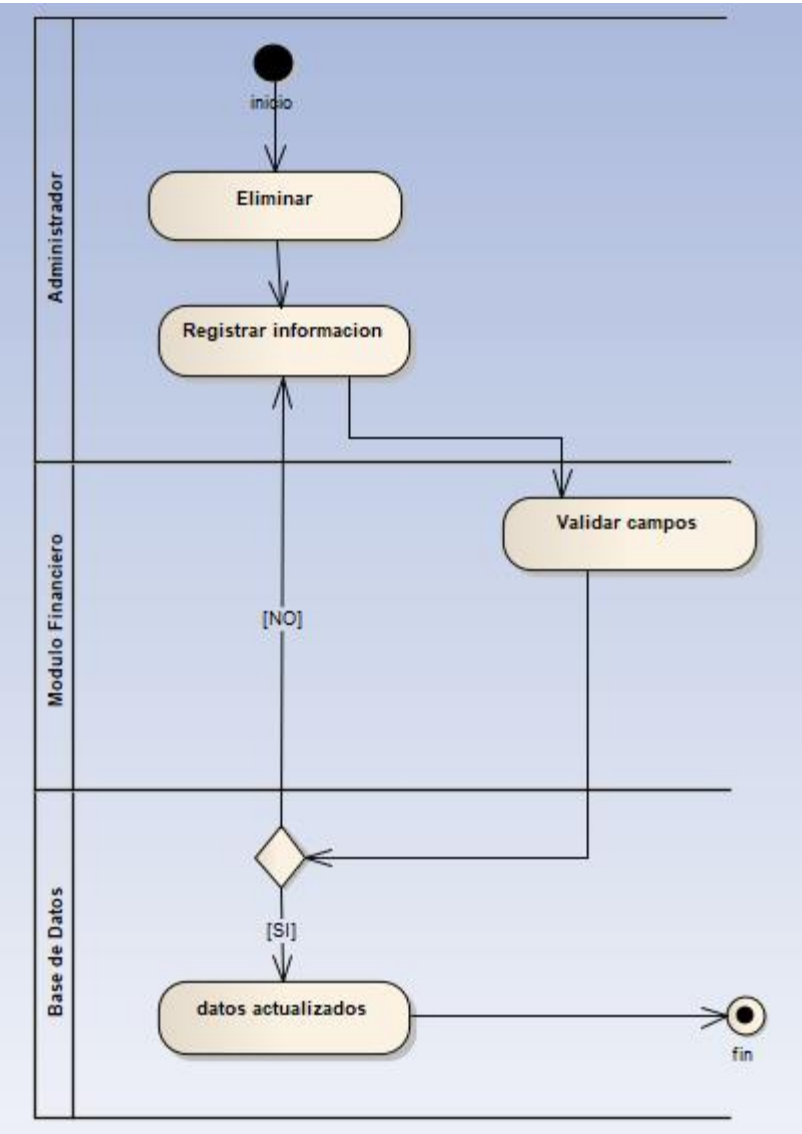 Administrador
inicio
Eliminar
Registrar informacion
Modulo Financiero
Validar campos
[NO]
Base de Datos
[SI]
datos actualizados
fin